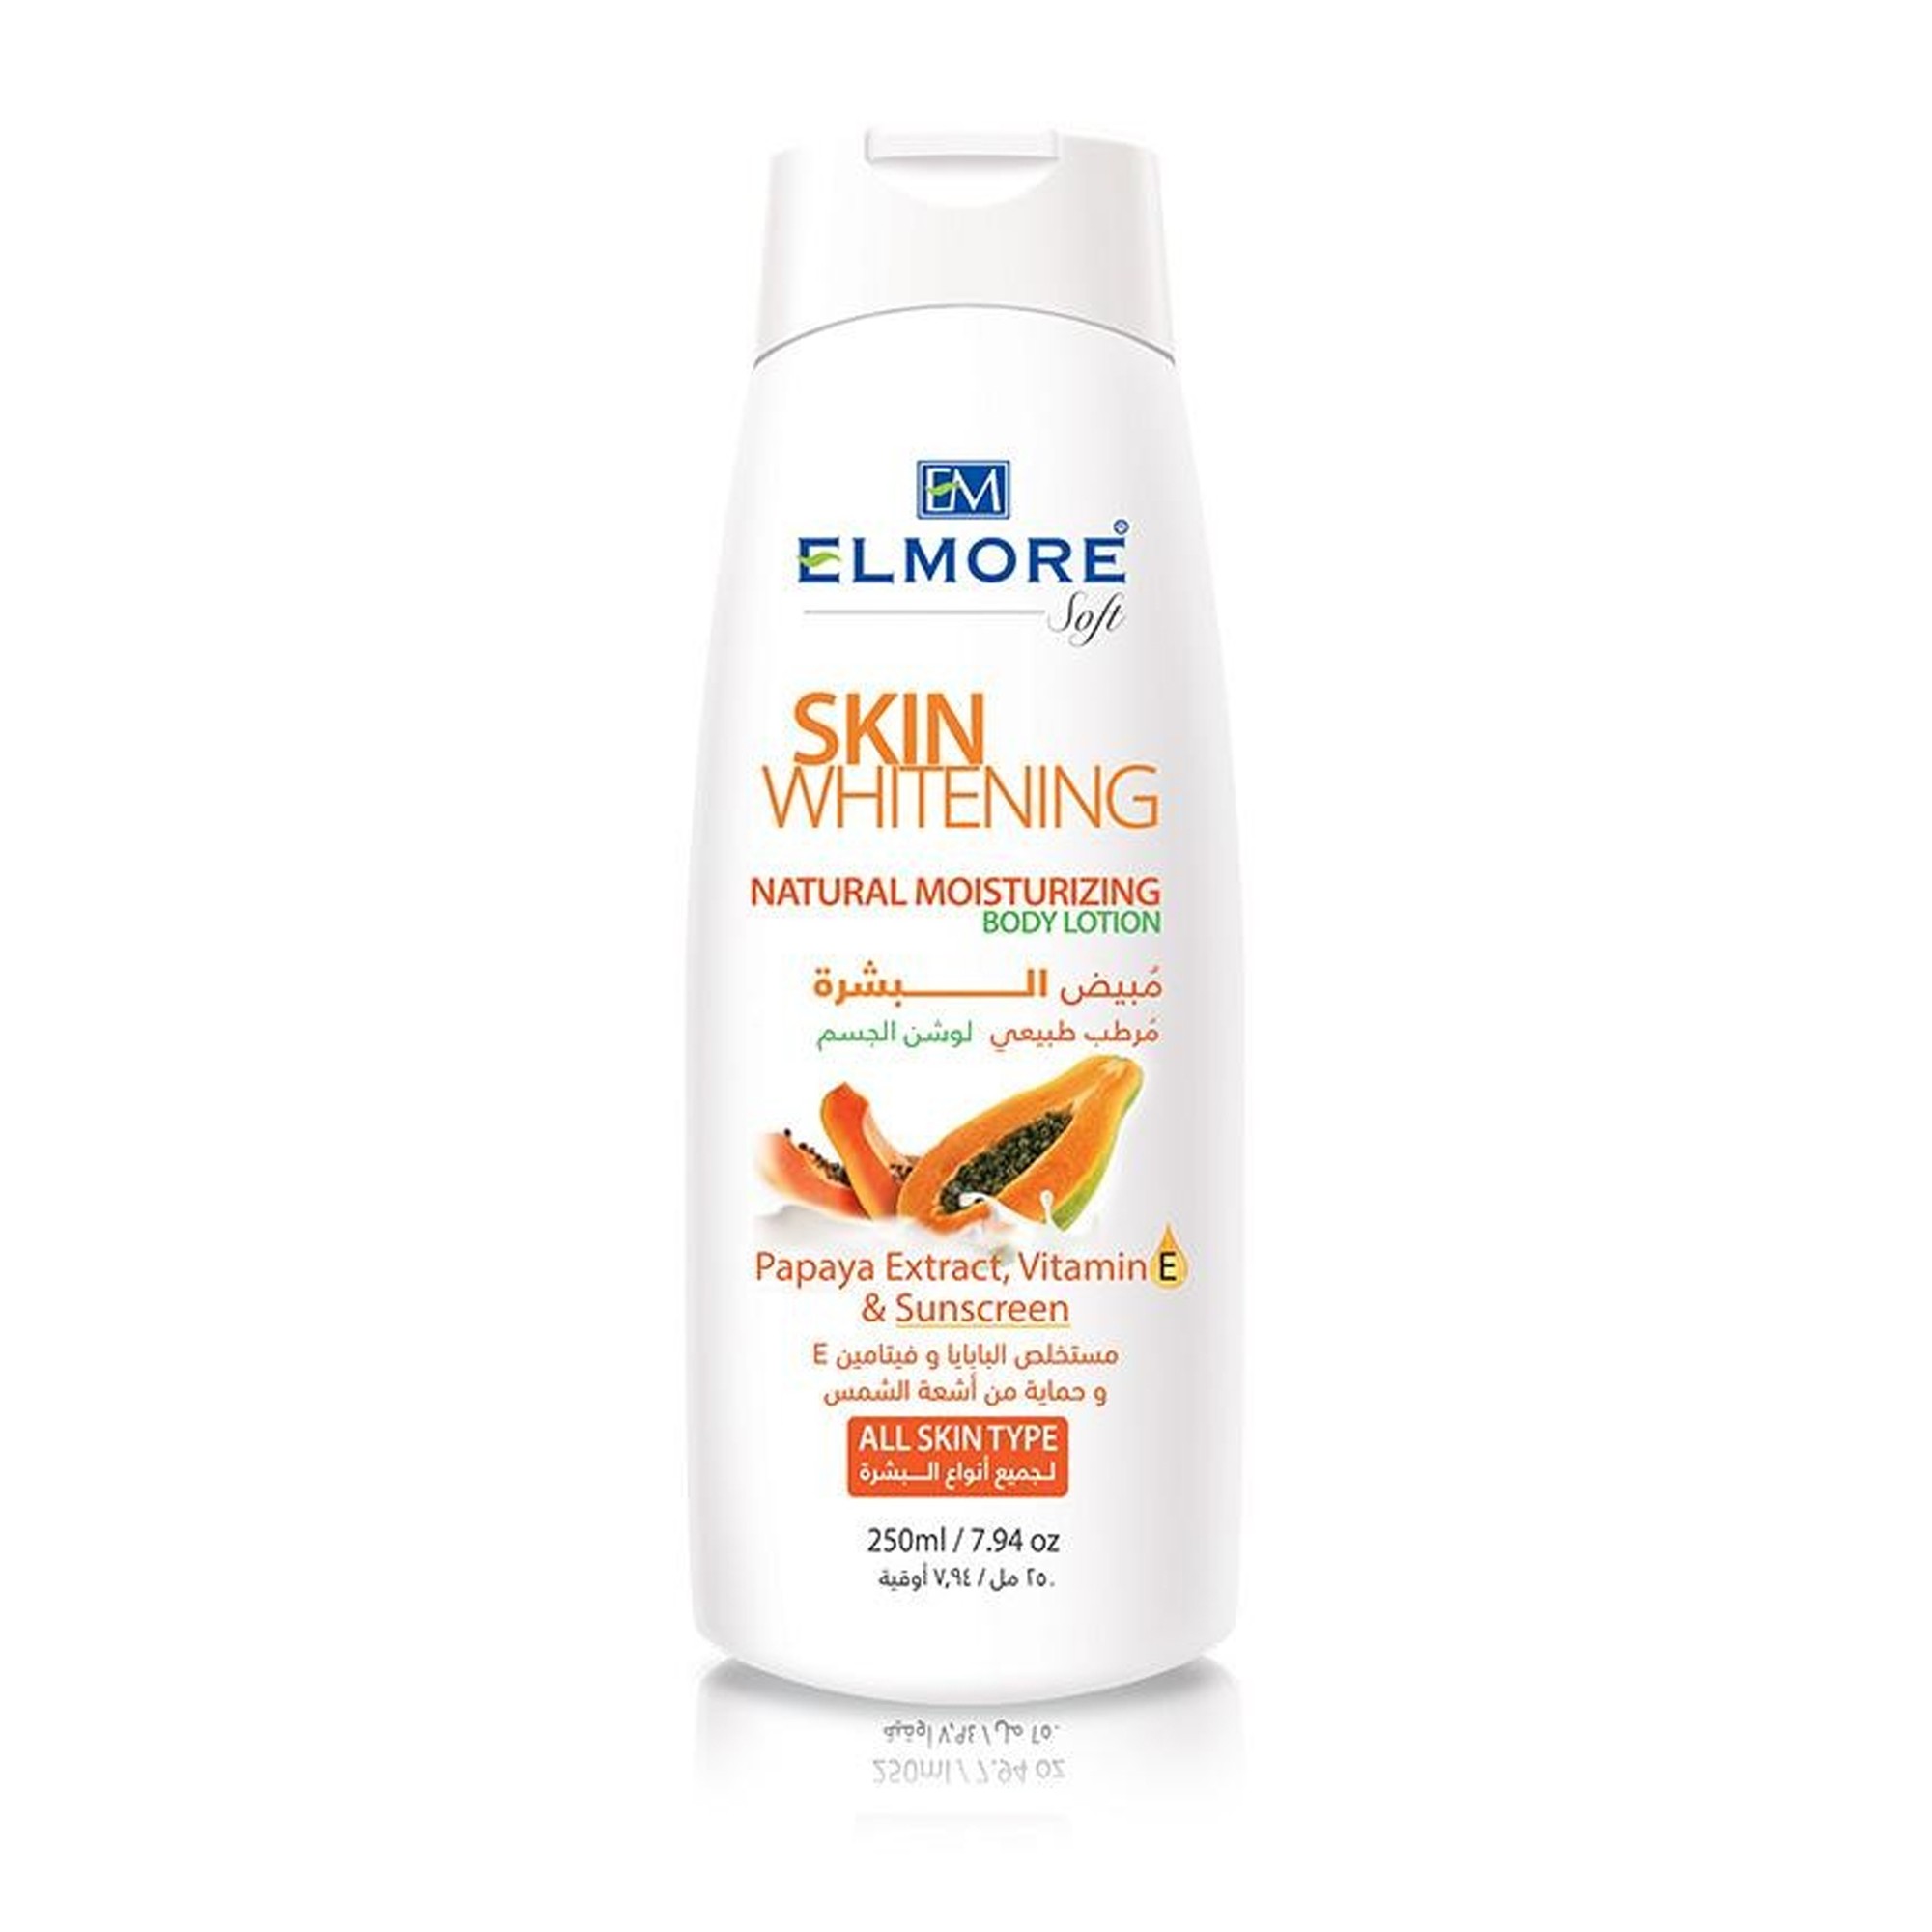 EM
ELMORE®
Soft
SKIN
WHITENING
NATURAL MOISTURIZING
BODY LOTION
مُبيض البشرة
مُرطب طبيعي لوشن الجسم
Papaya Extract, Vitamin E
& Sunscreen
مستخلص البابايا و فيتامين E
و حماية من أشعة الشمس
ALL SKIN TYPE
لجميع أنواع البشرة
250ml / 7.94 oz
٢٥٠ مل / ٧,٩٤ أوقية